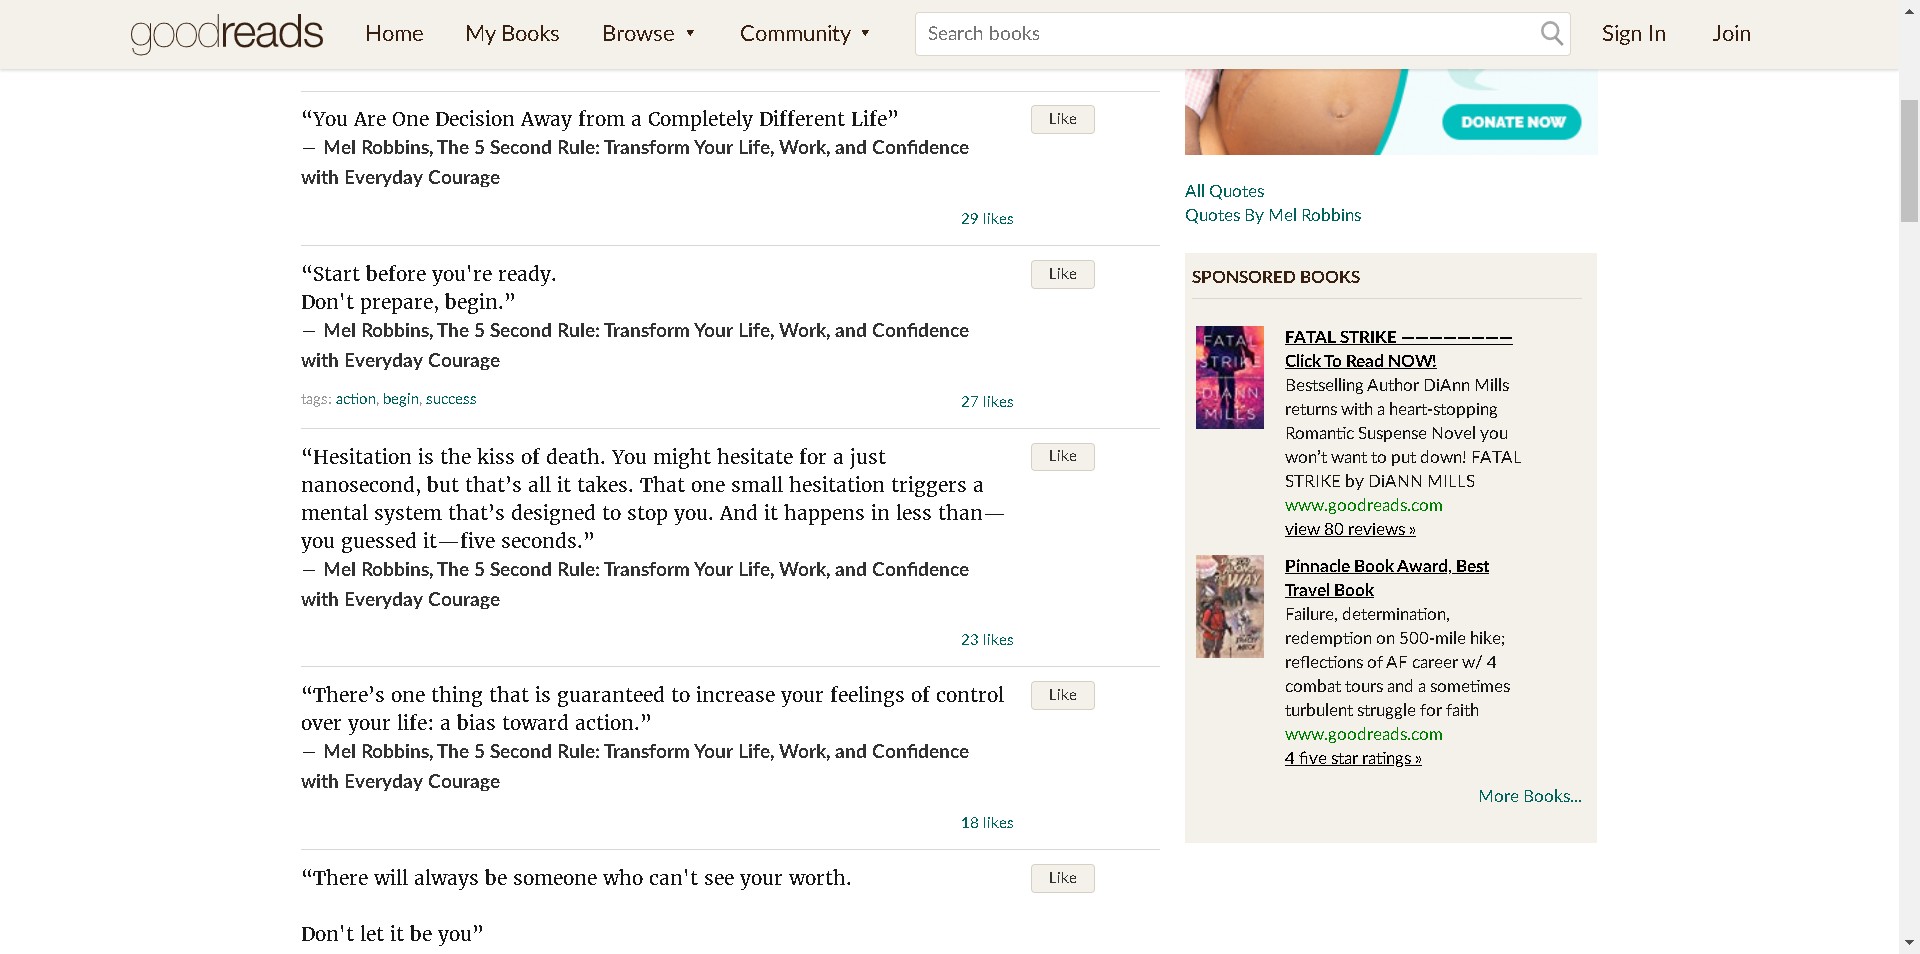 goodreads
Home
My Books
Browse ▼
Community ▼
Search books
Sign In
Join
“You Are One Decision Away from a Completely Different Life”
Like
― Mel Robbins, The 5 Second Rule: Transform Your Life, Work, and Confidence
with Everyday Courage
29 likes
“Start before you're ready.
Like
Don't prepare, begin.”
― Mel Robbins, The 5 Second Rule: Transform Your Life, Work, and Confidence
with Everyday Courage
tags: action, begin, success
27 likes
“Hesitation is the kiss of death. You might hesitate for a just
Like
nanosecond, but that’s all it takes. That one small hesitation triggers a
mental system that’s designed to stop you. And it happens in less than—
you guessed it—five seconds.”
― Mel Robbins, The 5 Second Rule: Transform Your Life, Work, and Confidence
with Everyday Courage
23 likes
“There’s one thing that is guaranteed to increase your feelings of control
Like
over your life: a bias toward action.”
― Mel Robbins, The 5 Second Rule: Transform Your Life, Work, and Confidence
with Everyday Courage
18 likes
“There will always be someone who can't see your worth.
Like
Don't let it be you”
DONATE NOW
All Quotes
Quotes By Mel Robbins
SPONSORED BOOKS
FATAL
STRIKE
DIANN
MILLS
FATAL STRIKE ————————
Click To Read NOW!
Bestselling Author DiAnn Mills
returns with a heart-stopping
Romantic Suspense Novel you
won’t want to put down! FATAL
STRIKE by DiANN MILLS
www.goodreads.com
view 80 reviews »
WAY
Pinnacle Book Award, Best
Travel Book
Failure, determination,
redemption on 500-mile hike;
reflections of AF career w/ 4
combat tours and a sometimes
turbulent struggle for faith
www.goodreads.com
4 five star ratings »
More Books...